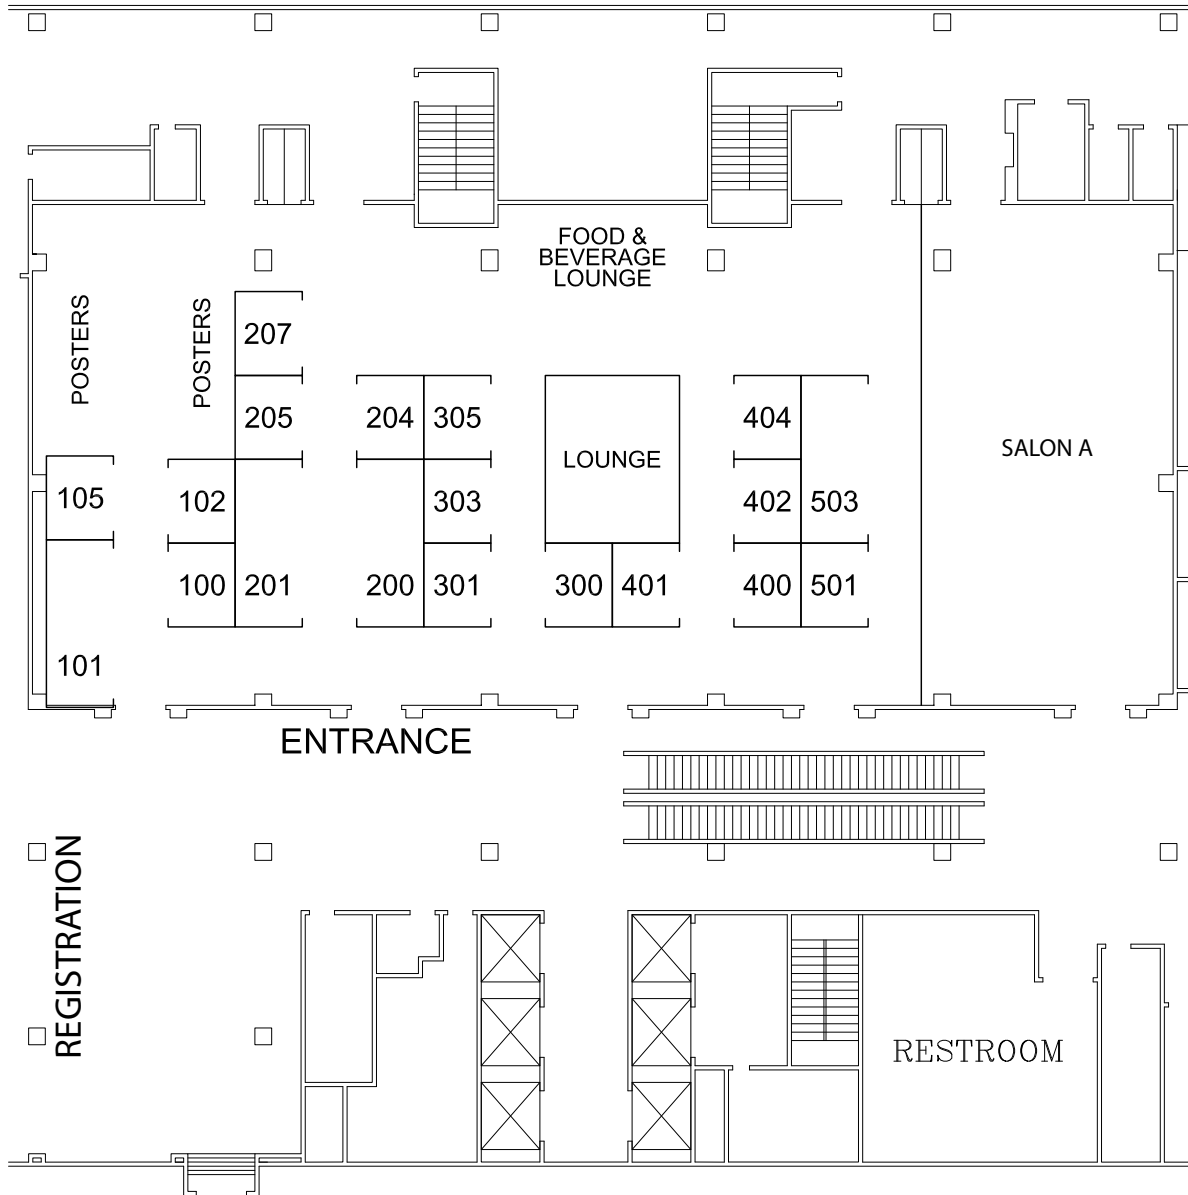 FOOD &
BEVERAGE
LOUNGE
POSTERS
POSTERS
207
205
204
305
404
LOUNGE
SALON A
105
102
303
402
503
100
201
200
301
300
401
400
501
101
ENTRANCE
REGISTRATION
RESTROOM